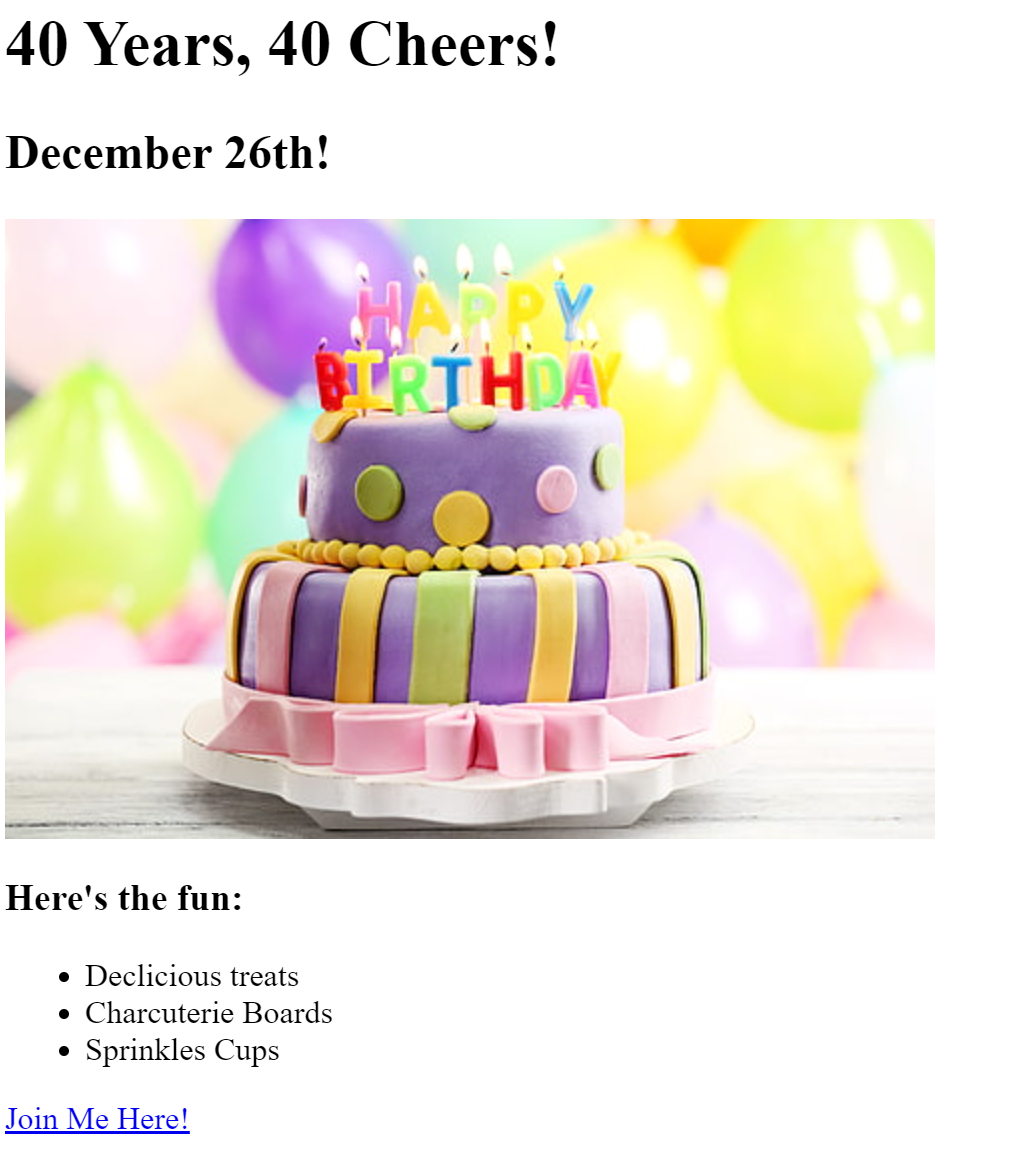 40 Years, 40 Cheers!
December 26th!
HAPPY
BIRTHDAY
Here's the fun:
Declicious treats
Charcuterie Boards
Sprinkles Cups
Join Me Here!